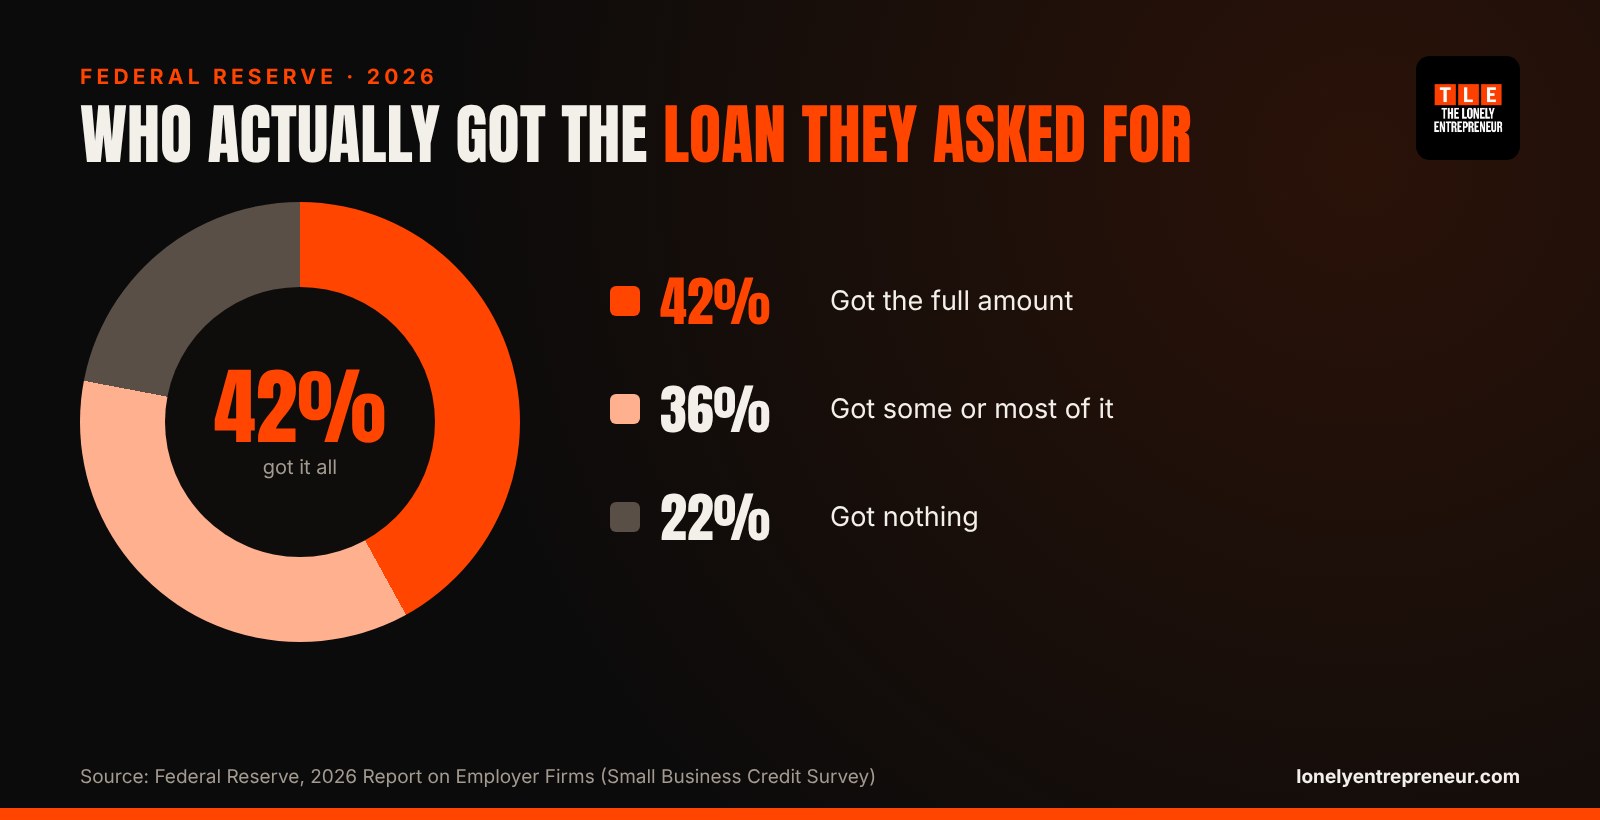 FEDERAL RESERVE · 2026
WHO ACTUALLY GOT THE LOAN THEY ASKED FOR
TLE
THE LONELY
ENTREPRENEUR
42%
got it all
42% Got the full amount
36% Got some or most of it
22% Got nothing
Source: Federal Reserve, 2026 Report on Employer Firms (Small Business Credit Survey)
lonelyentrepreneur.com